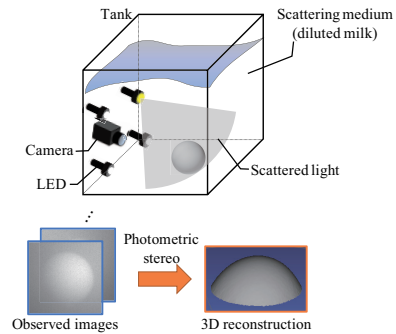 Tank
Scattering medium
(diluted milk)
Camera
LED
Scattered light
Photometric
stereo
Observed images
3D reconstruction